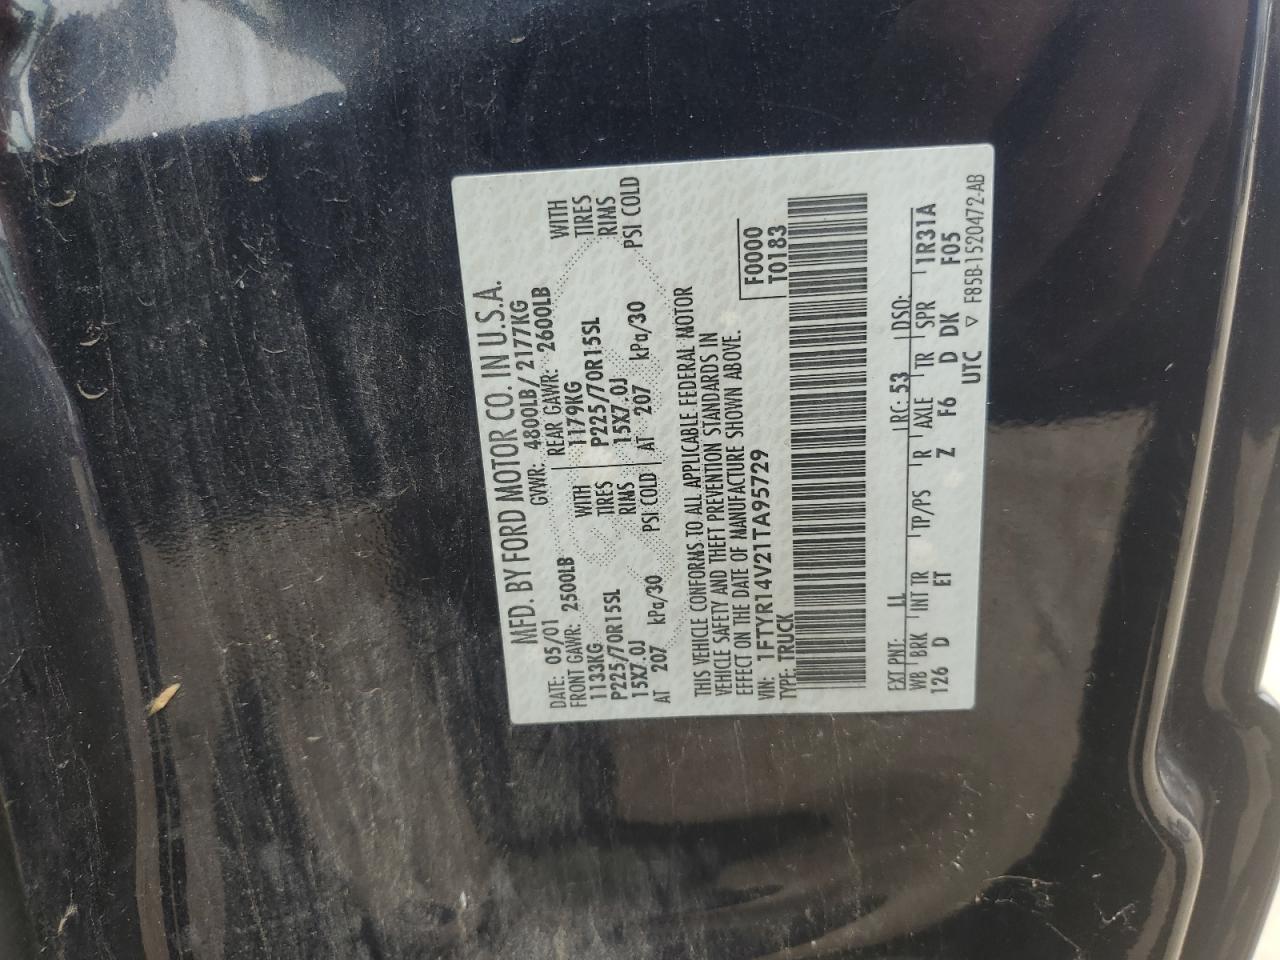 MFD. BY FORD MOTOR CO. IN U.S.A.
DATE: 05/01 GVWR: 4800LB/ 2177KG
FRONT GAWR: 2500LB REAR GAWR: 2600LB
1133KG WITH 1179KG WITH
P225/70R15SL TIRES P225/70R15SL TIRES
15X7.0J RIMS 15X7.0J RIMS
AT 207 kPa/30 PSI COLD AT 207 kPa/30 PSI COLD
THIS VEHICLE CONFORMS TO ALL APPLICABLE FEDERAL MOTOR
VEHICLE SAFETY AND THEFT PREVENTION STANDARDS IN
EFFECT ON THE DATE OF MANUFACTURE SHOWN ABOVE.
VIN: 1FTYR14V21TA95729 F0000
TYPE: TRUCK T0183
EXT PNT: LL RC: 53 DSO:
WB BRK INT TR TP/PS R AXLE TR SPR 1R31A
126 D ET Z F6 D DK F05
UTC ▽ F85B-1520472-AB